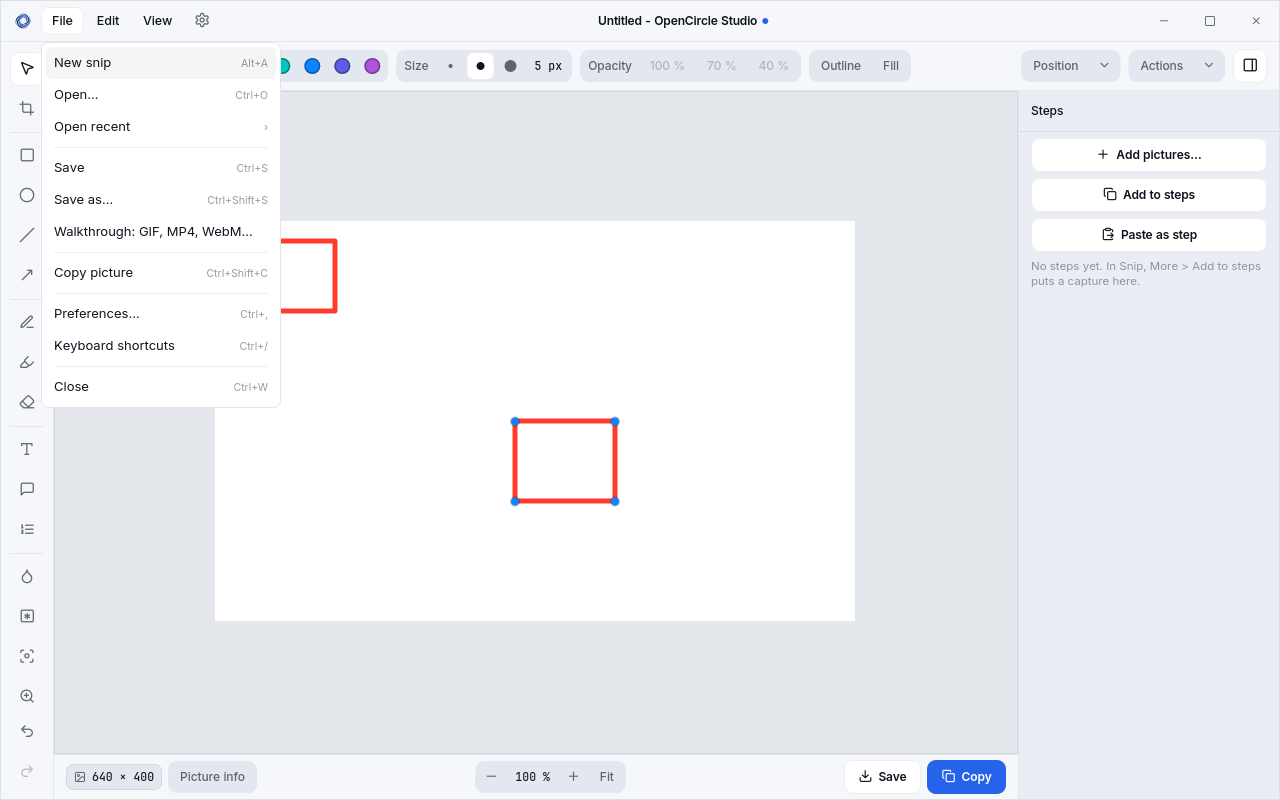 File Edit View
Untitled - OpenCircle Studio
New snip Alt+A
Open... Ctrl+O
Open recent ›
Save Ctrl+S
Save as... Ctrl+Shift+S
Walkthrough: GIF, MP4, WebM...
Copy picture Ctrl+Shift+C
Preferences... Ctrl+,
Keyboard shortcuts Ctrl+/
Close Ctrl+W
Size 5 px
Opacity 100 % 70 % 40 %
Outline Fill
Position
Actions
Steps
Add pictures...
Add to steps
Paste as step
No steps yet. In Snip, More > Add to steps
puts a capture here.
640 × 400
Picture info
100 %
Fit
Save
Copy